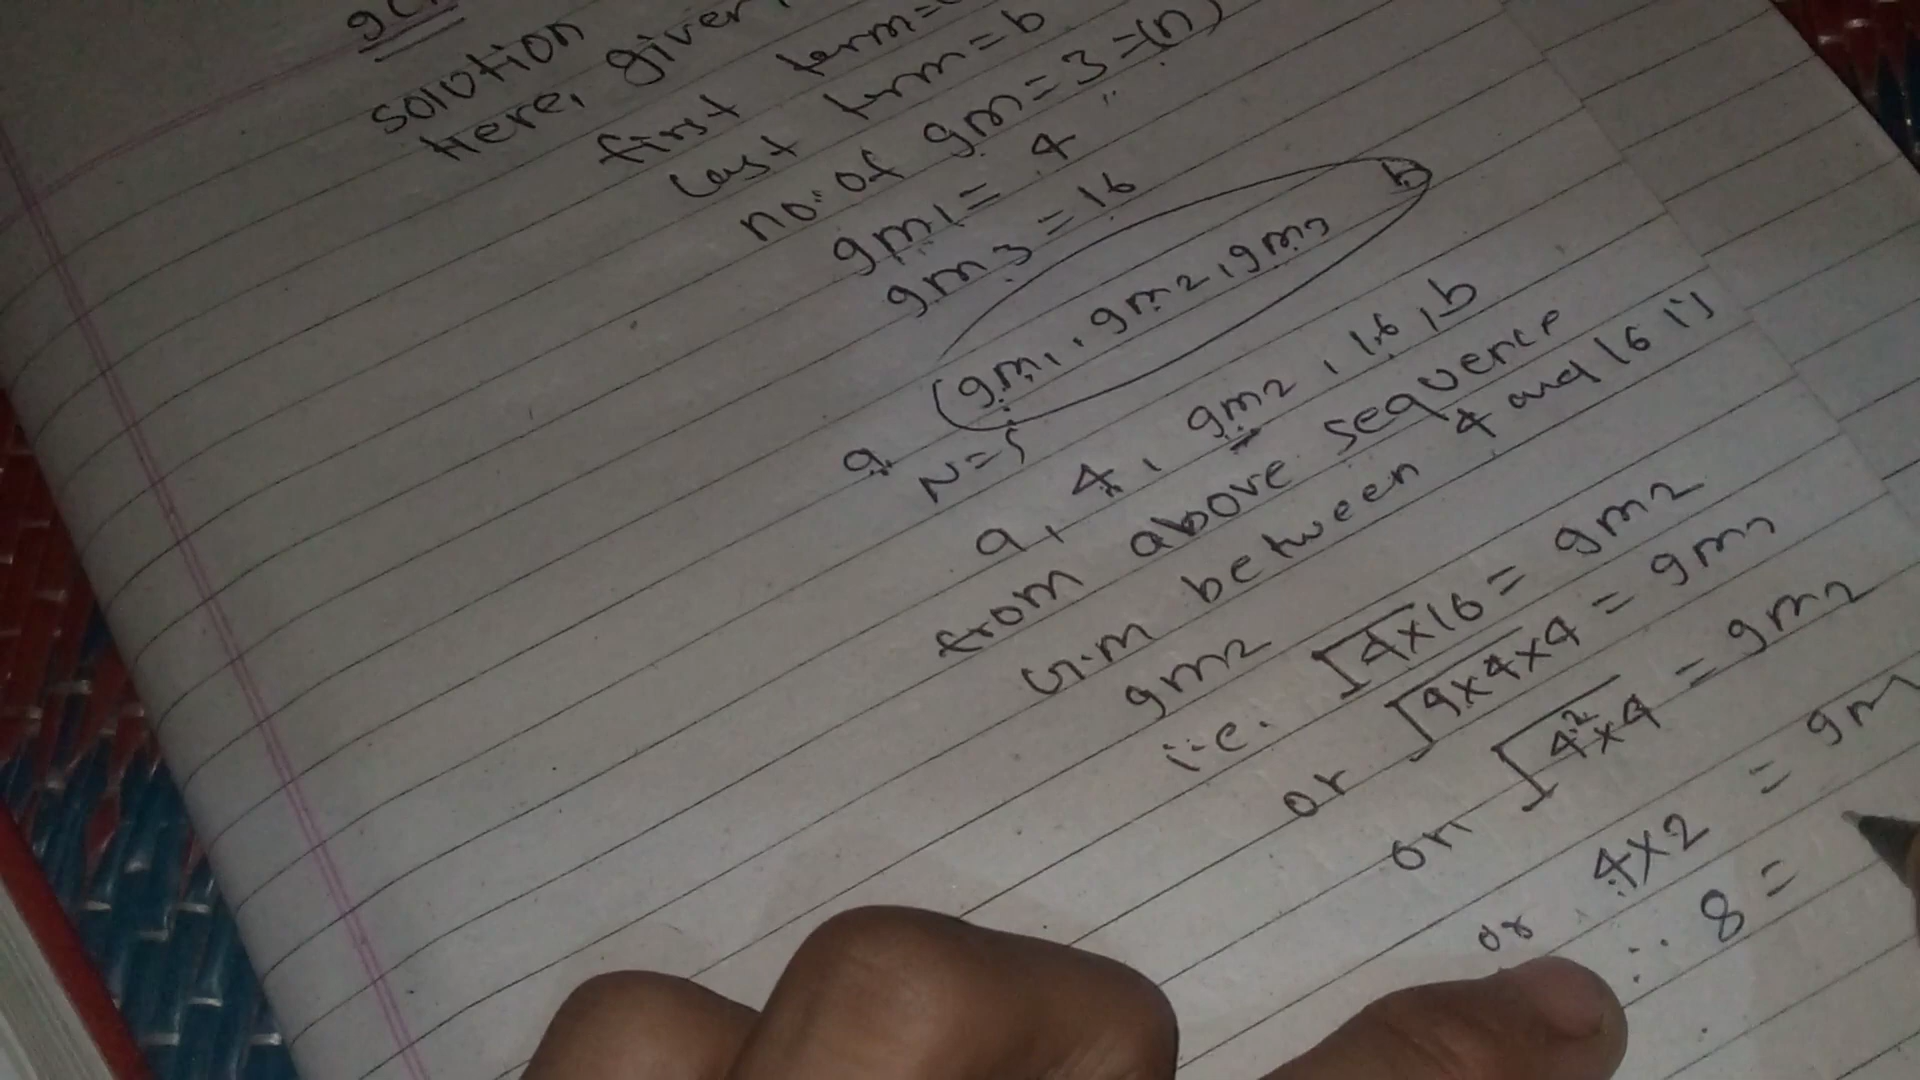 solution
Here, given
first term=
last term = b
no. of gm = 3 = (n)
gm1 = 4
gm3 = 16
a (gm1, gm2, gm3) b
N=5
a, 4, gm2, 16, b
from above sequence
G.m between 4 and 16 is
gm2
i.e. √4×16 = gm2
or √4×4×4 = gm2
or √4²×4 = gm2
or 4×2 = gm
∴ 8 =